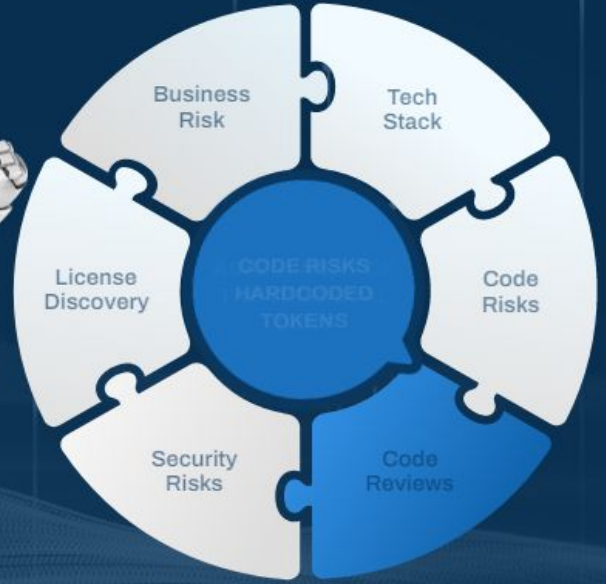 Business
Risk
Tech
Stack
License
Discovery
CODE RISKS
HARDCODED
TOKENS
Code
Risks
Security
Risks
Code
Reviews